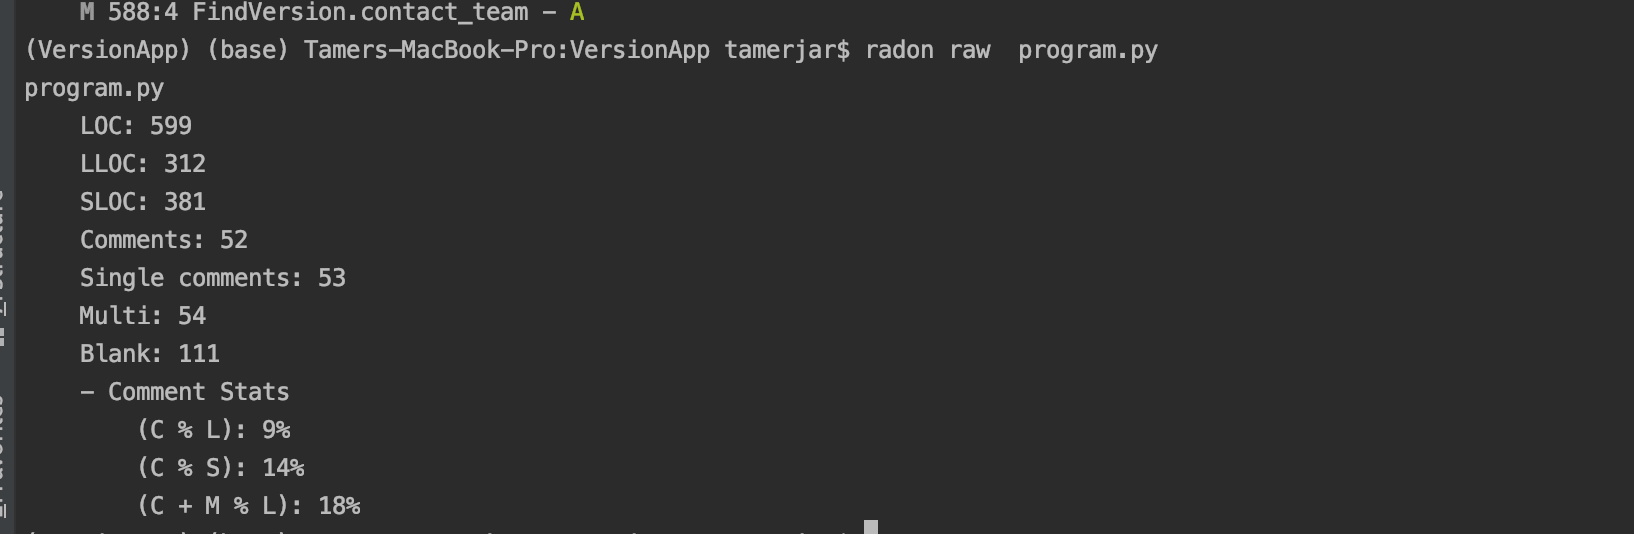 M 588:4 FindVersion.contact_team - A
(VersionApp) (base) Tamers-MacBook-Pro:VersionApp tamerjar$ radon raw  program.py
program.py
LOC: 599
LLOC: 312
SLOC: 381
Comments: 52
Single comments: 53
Multi: 54
Blank: 111
- Comment Stats
(C % L): 9%
(C % S): 14%
(C + M % L): 18%